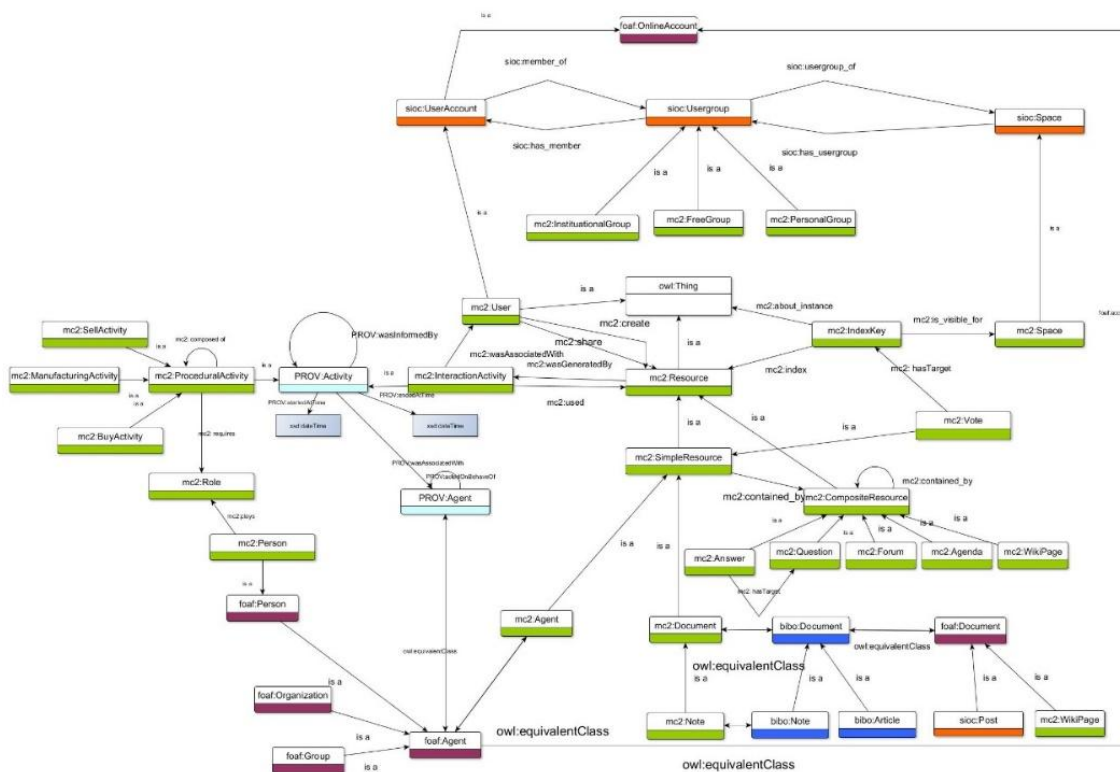 is a
foaf:OnlineAccount
sioc:member_of
sioc:usergroup_of
sioc:UserAccount
sioc:Usergroup
sioc:Space
sioc:has_member
sioc:has_usergroup
is a
is a
is a
mc2:InstituationalGroup
mc2:FreeGroup
mc2:PersonalGroup
is a
is a
owl:Thing
is a
mc2:about_instance
mc2:User
mc2:create
mc2:IndexKey
mc2:is_visible_for
mc2:Space
foaf:acc
mc2:SellActivity
mc2: composed of
PROV:wasInformedBy
mc2:share
is a
is a
mc2:wasAssociatedWith
mc2:wasGeneratedBy
mc2:index
mc2: hasTarget
mc2:ManufacturingActivity
mc2:ProceduralActivity
is a
PROV:Activity
is a
mc2:InteractionActivity
mc2:Resource
is a
is a
PROV:startedAtTime
PROV:endedAtTime
mc2:used
mc2:BuyActivity
mc2: requires
xsd:dateTime
xsd:dateTime
is a
is a
mc2:Vote
is a
mc2:SimpleResource
PROV:wasAssociatedWith
mc2:contained_by
mc2:contained_by
mc2:Role
PROV:Agent
mc2:CompositeResource
mc2:plays
is a
is a
is a
is a
is a
mc2:Person
is a
is a
mc2:Answer
mc2:Question
mc2:Forum
mc2:Agenda
mc2:WikiPage
mc2: hasTarget
is a
foaf:Person
mc2:Agent
mc2:Document
bibo:Document
foaf:Document
owl:equivalentClass
owl:equivalentClass
owl:equivalentClass
is a
is a
is a
is a
is a
is a
foaf:Organization
mc2:Note
bibo:Note
bibo:Article
sioc:Post
mc2:WikiPage
is a
foaf:Group
foaf:Agent
owl:equivalentClass
is a
owl:equivalentClass